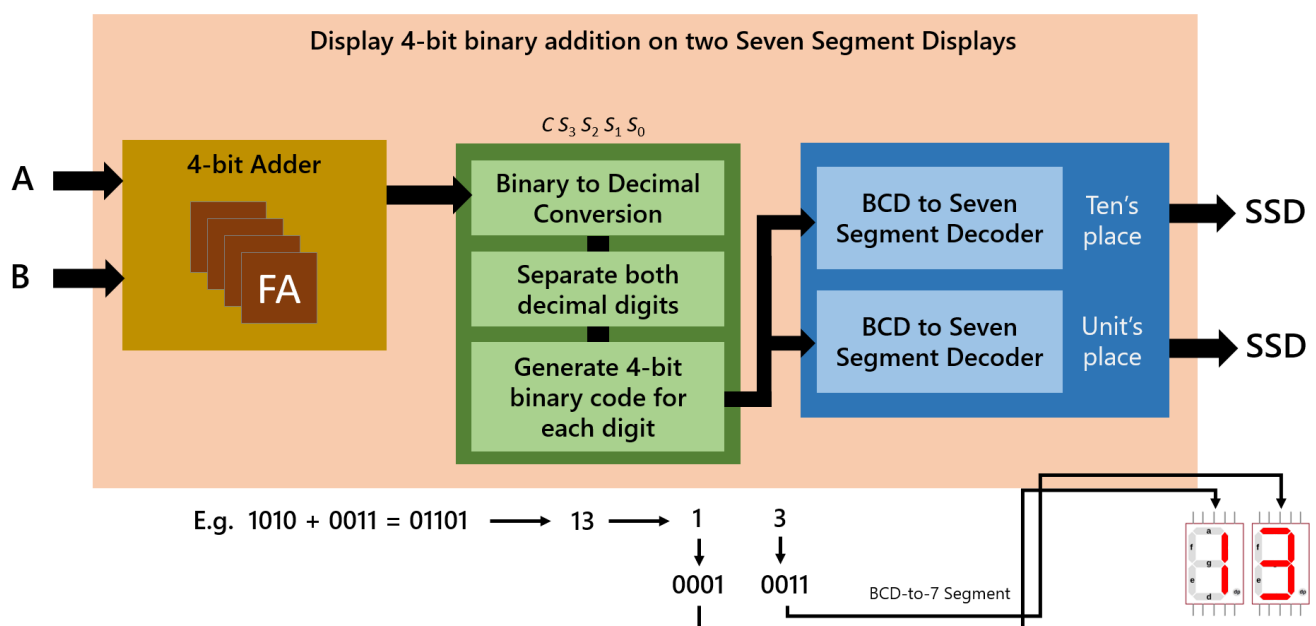 Display 4-bit binary addition on two Seven Segment Displays
C S3 S2 S1 S0
A
B
4-bit Adder
FA
Binary to Decimal
Conversion
Separate both
decimal digits
Generate 4-bit
binary code for
each digit
BCD to Seven
Segment Decoder
Ten's
place
SSD
BCD to Seven
Segment Decoder
Unit's
place
SSD
E.g. 1010 + 0011 = 01101
13
1
3
0001
0011
BCD-to-7 Segment
a
f
g
e
d
dp
f
e
dp